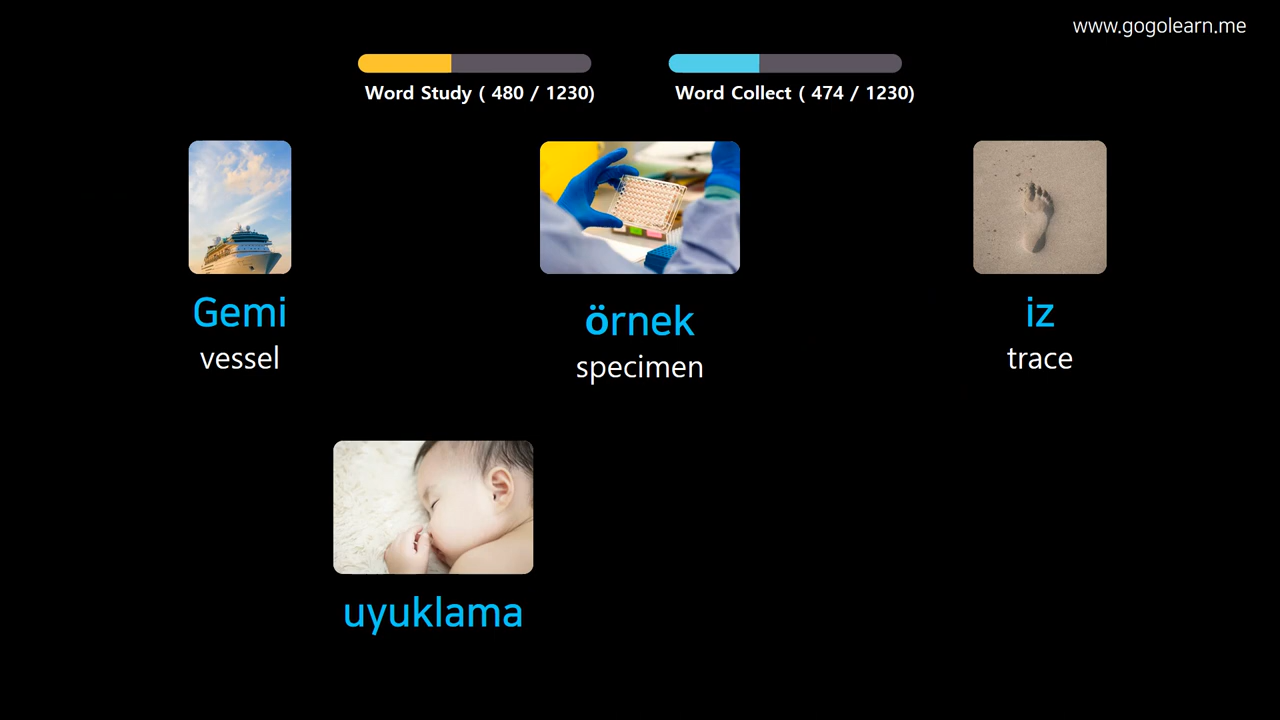 www.gogolearn.me
Word Study ( 480 / 1230)
Word Collect ( 474 / 1230)
Gemi
vessel
örnek
specimen
iz
trace
uyuklama